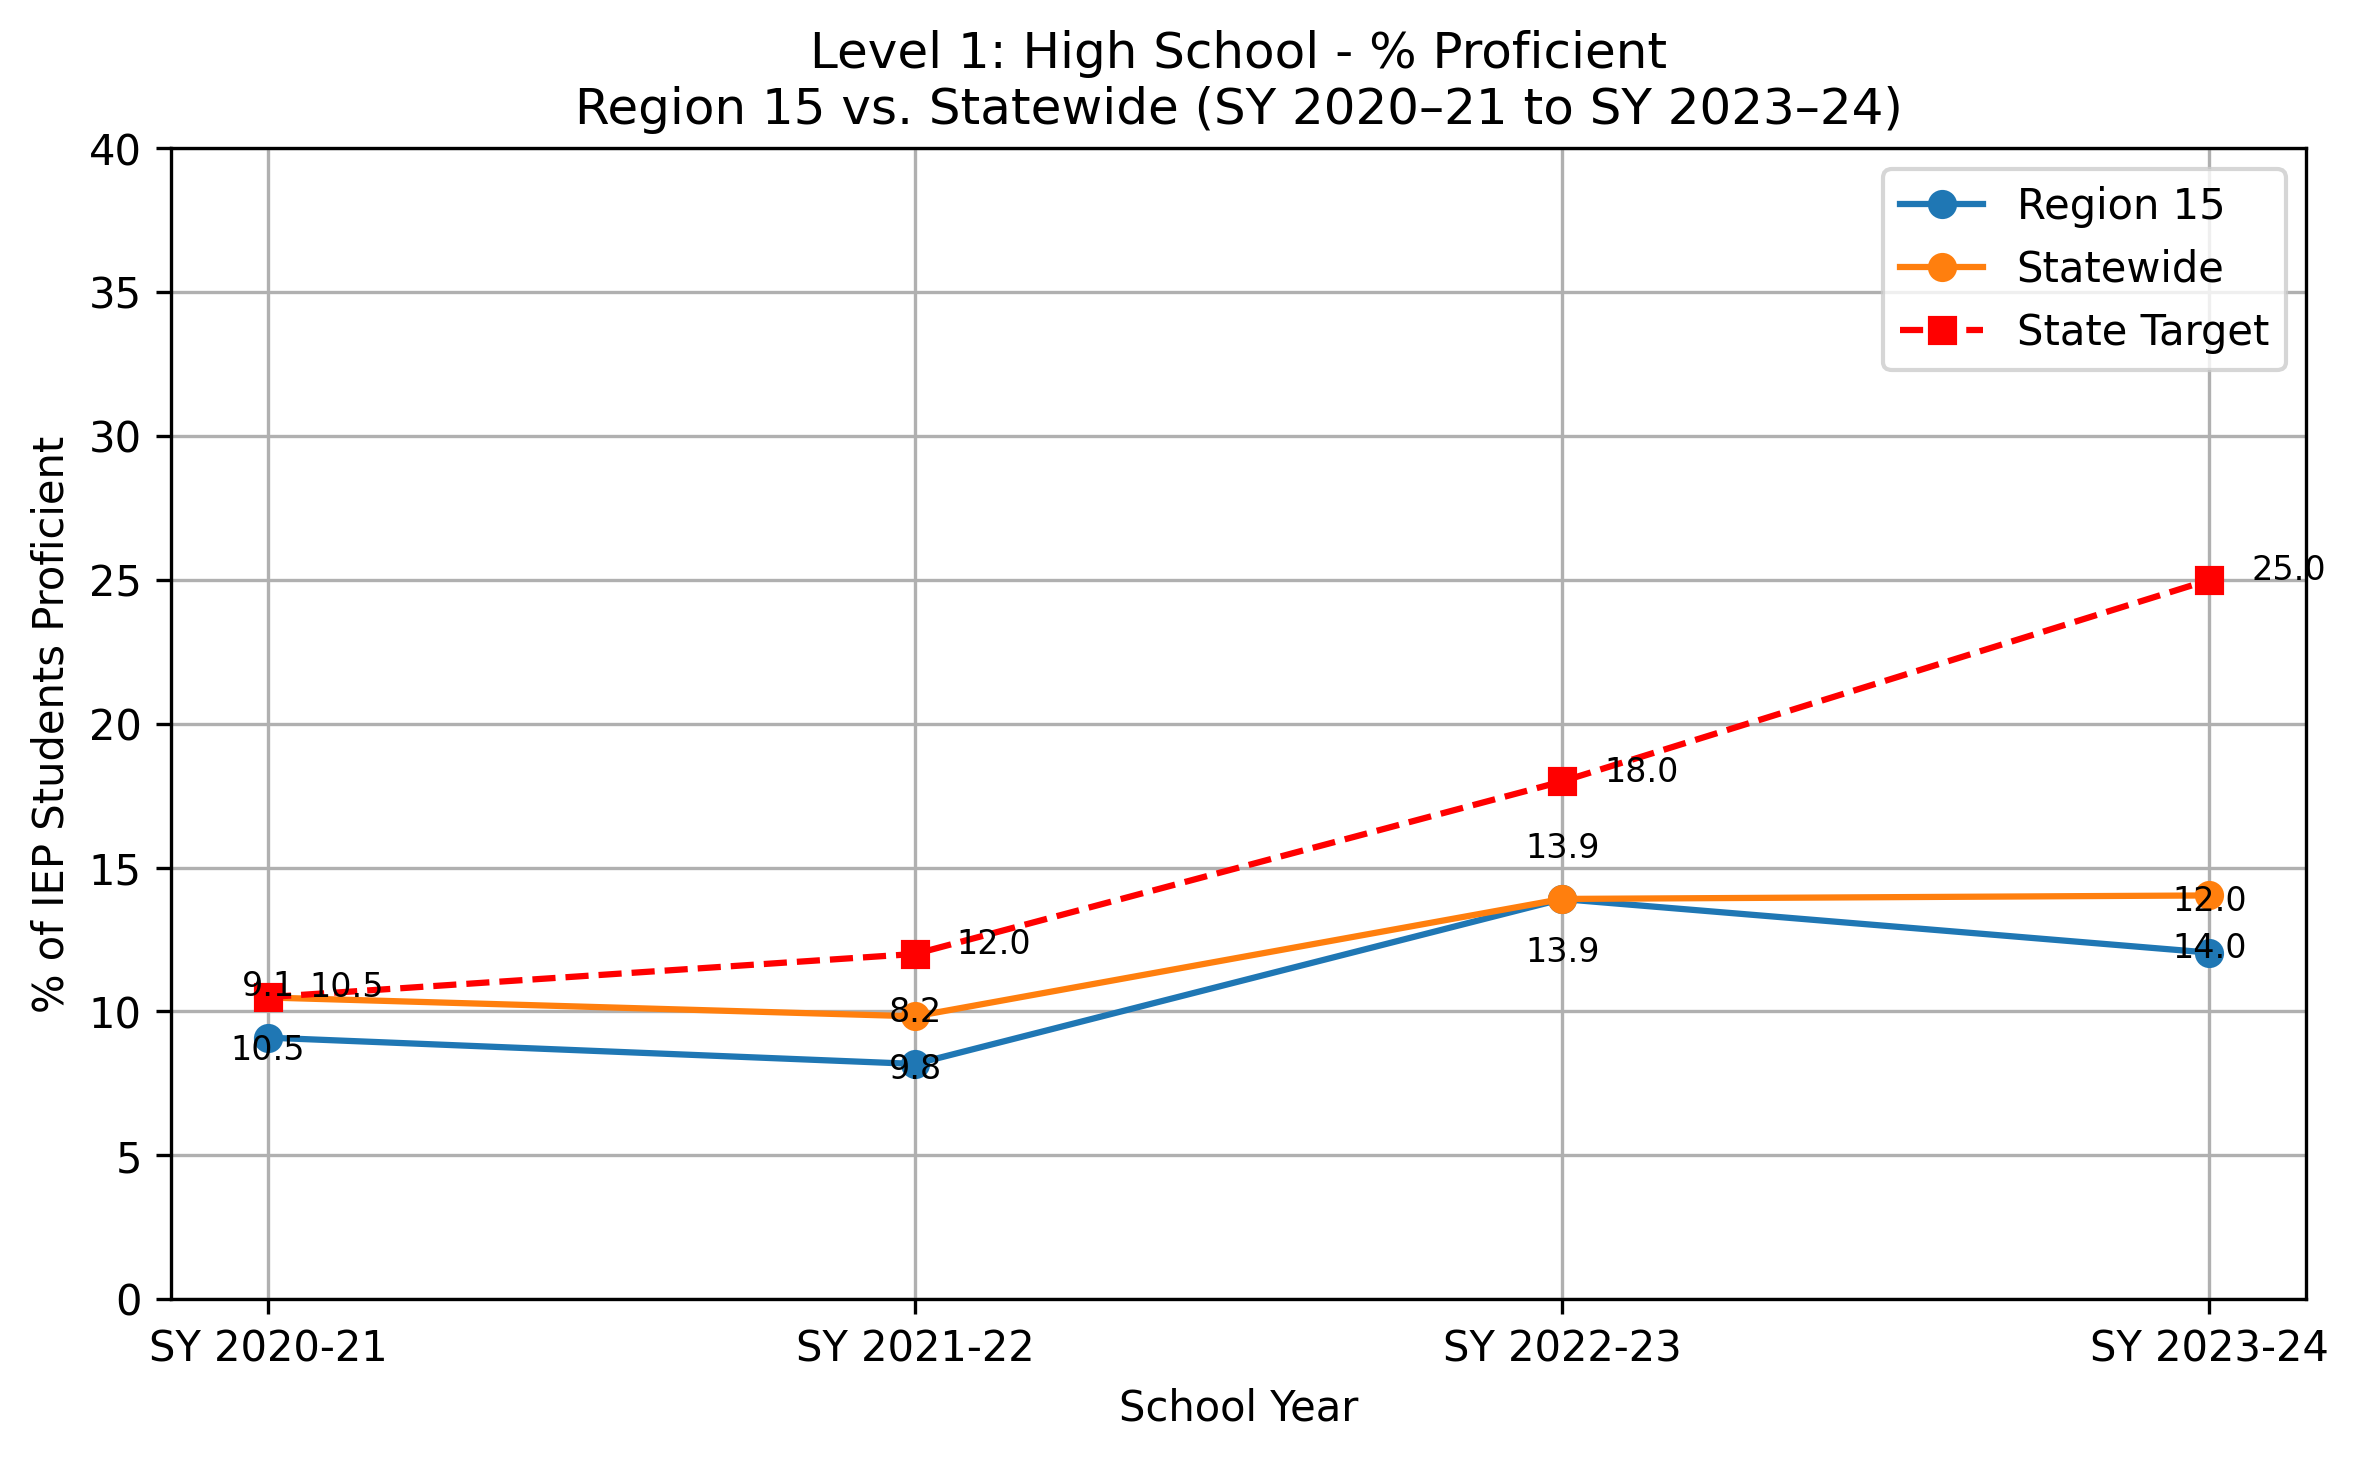 Level 1: High School - % Proficient
Region 15 vs. Statewide (SY 2020–21 to SY 2023–24)
Region 15
Statewide
State Target
% of IEP Students Proficient
40
35
30
25
20
15
10
5
0
25.0
18.0
13.9
13.9
12.0
14.0
12.0
9.1
10.5
10.5
8.2
9.8
SY 2020-21
SY 2021-22
SY 2022-23
SY 2023-24
School Year